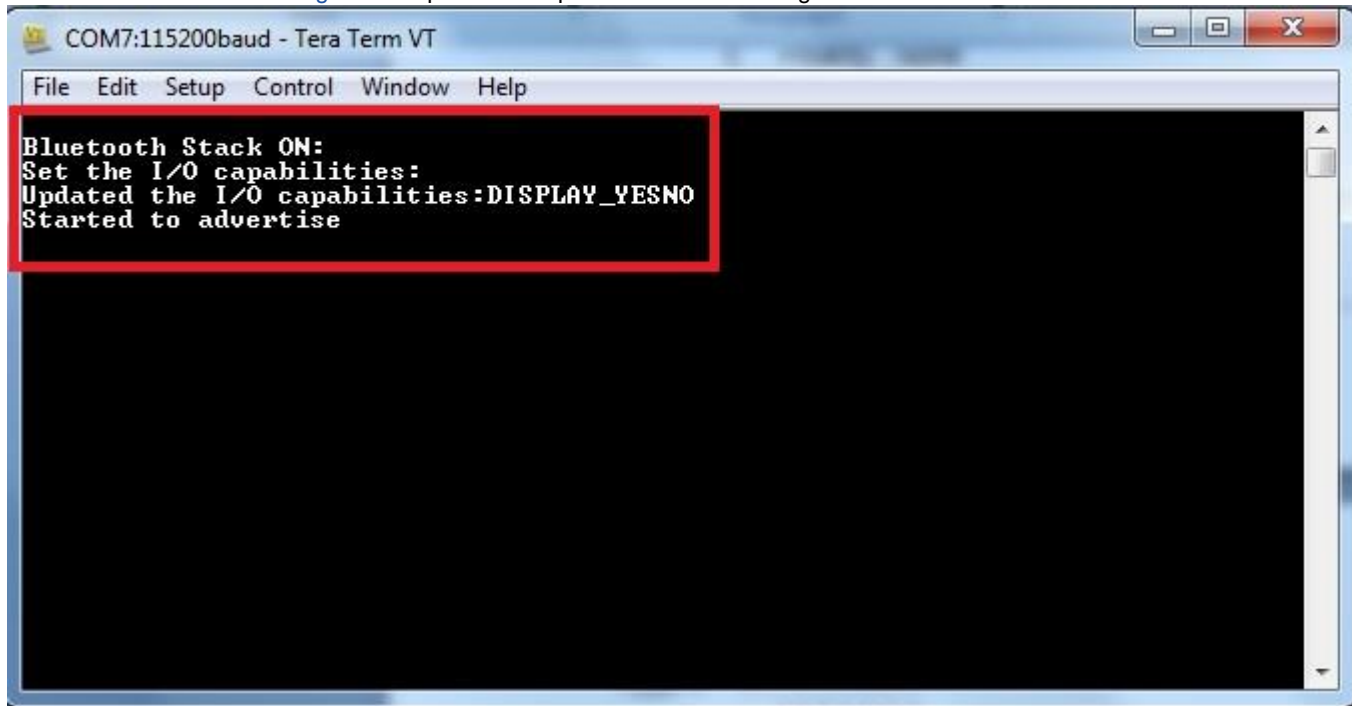 COM7:115200baud - Tera Term VT
File Edit Setup Control Window Help
Bluetooth Stack ON:
Set the I/O capabilities:
Updated the I/O capabilities:DISPLAY_YESNO
Started to advertise